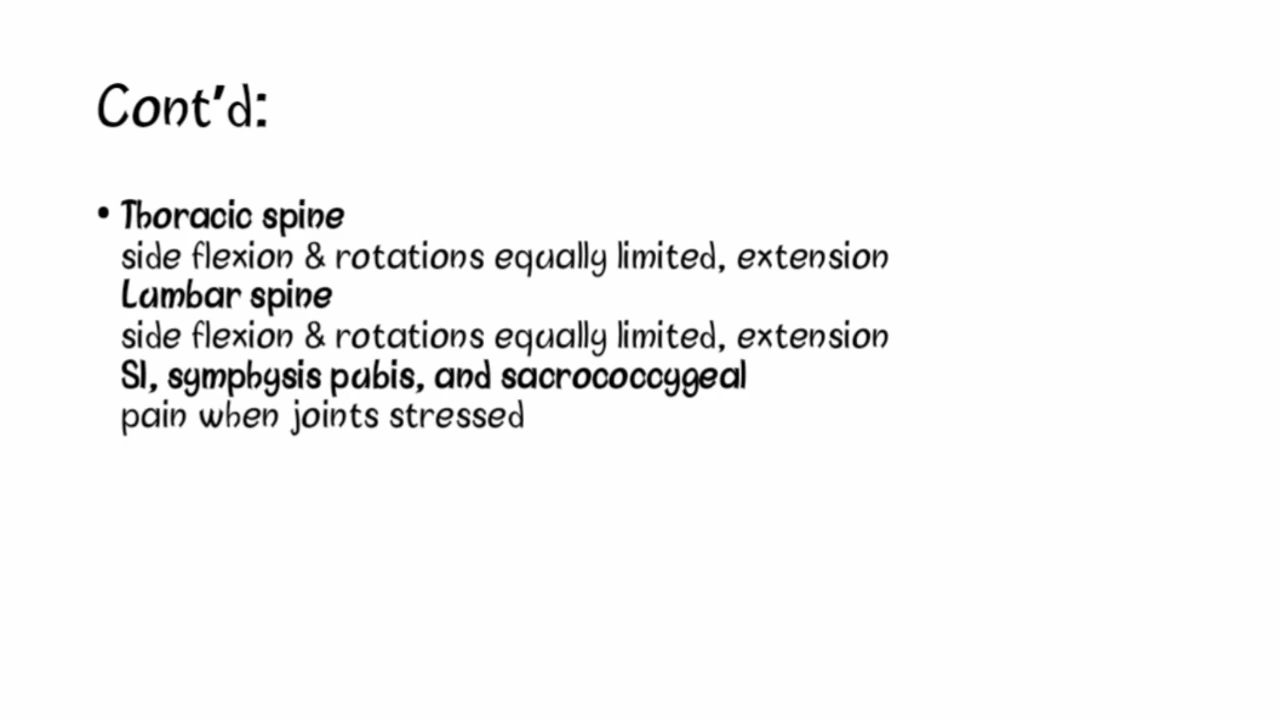 Cont'd:
• Thoracic spine
side flexion & rotations equally limited, extension
Lumbar spine
side flexion & rotations equally limited, extension
SI, symphysis pubis, and sacrococcygeal
pain when joints stressed